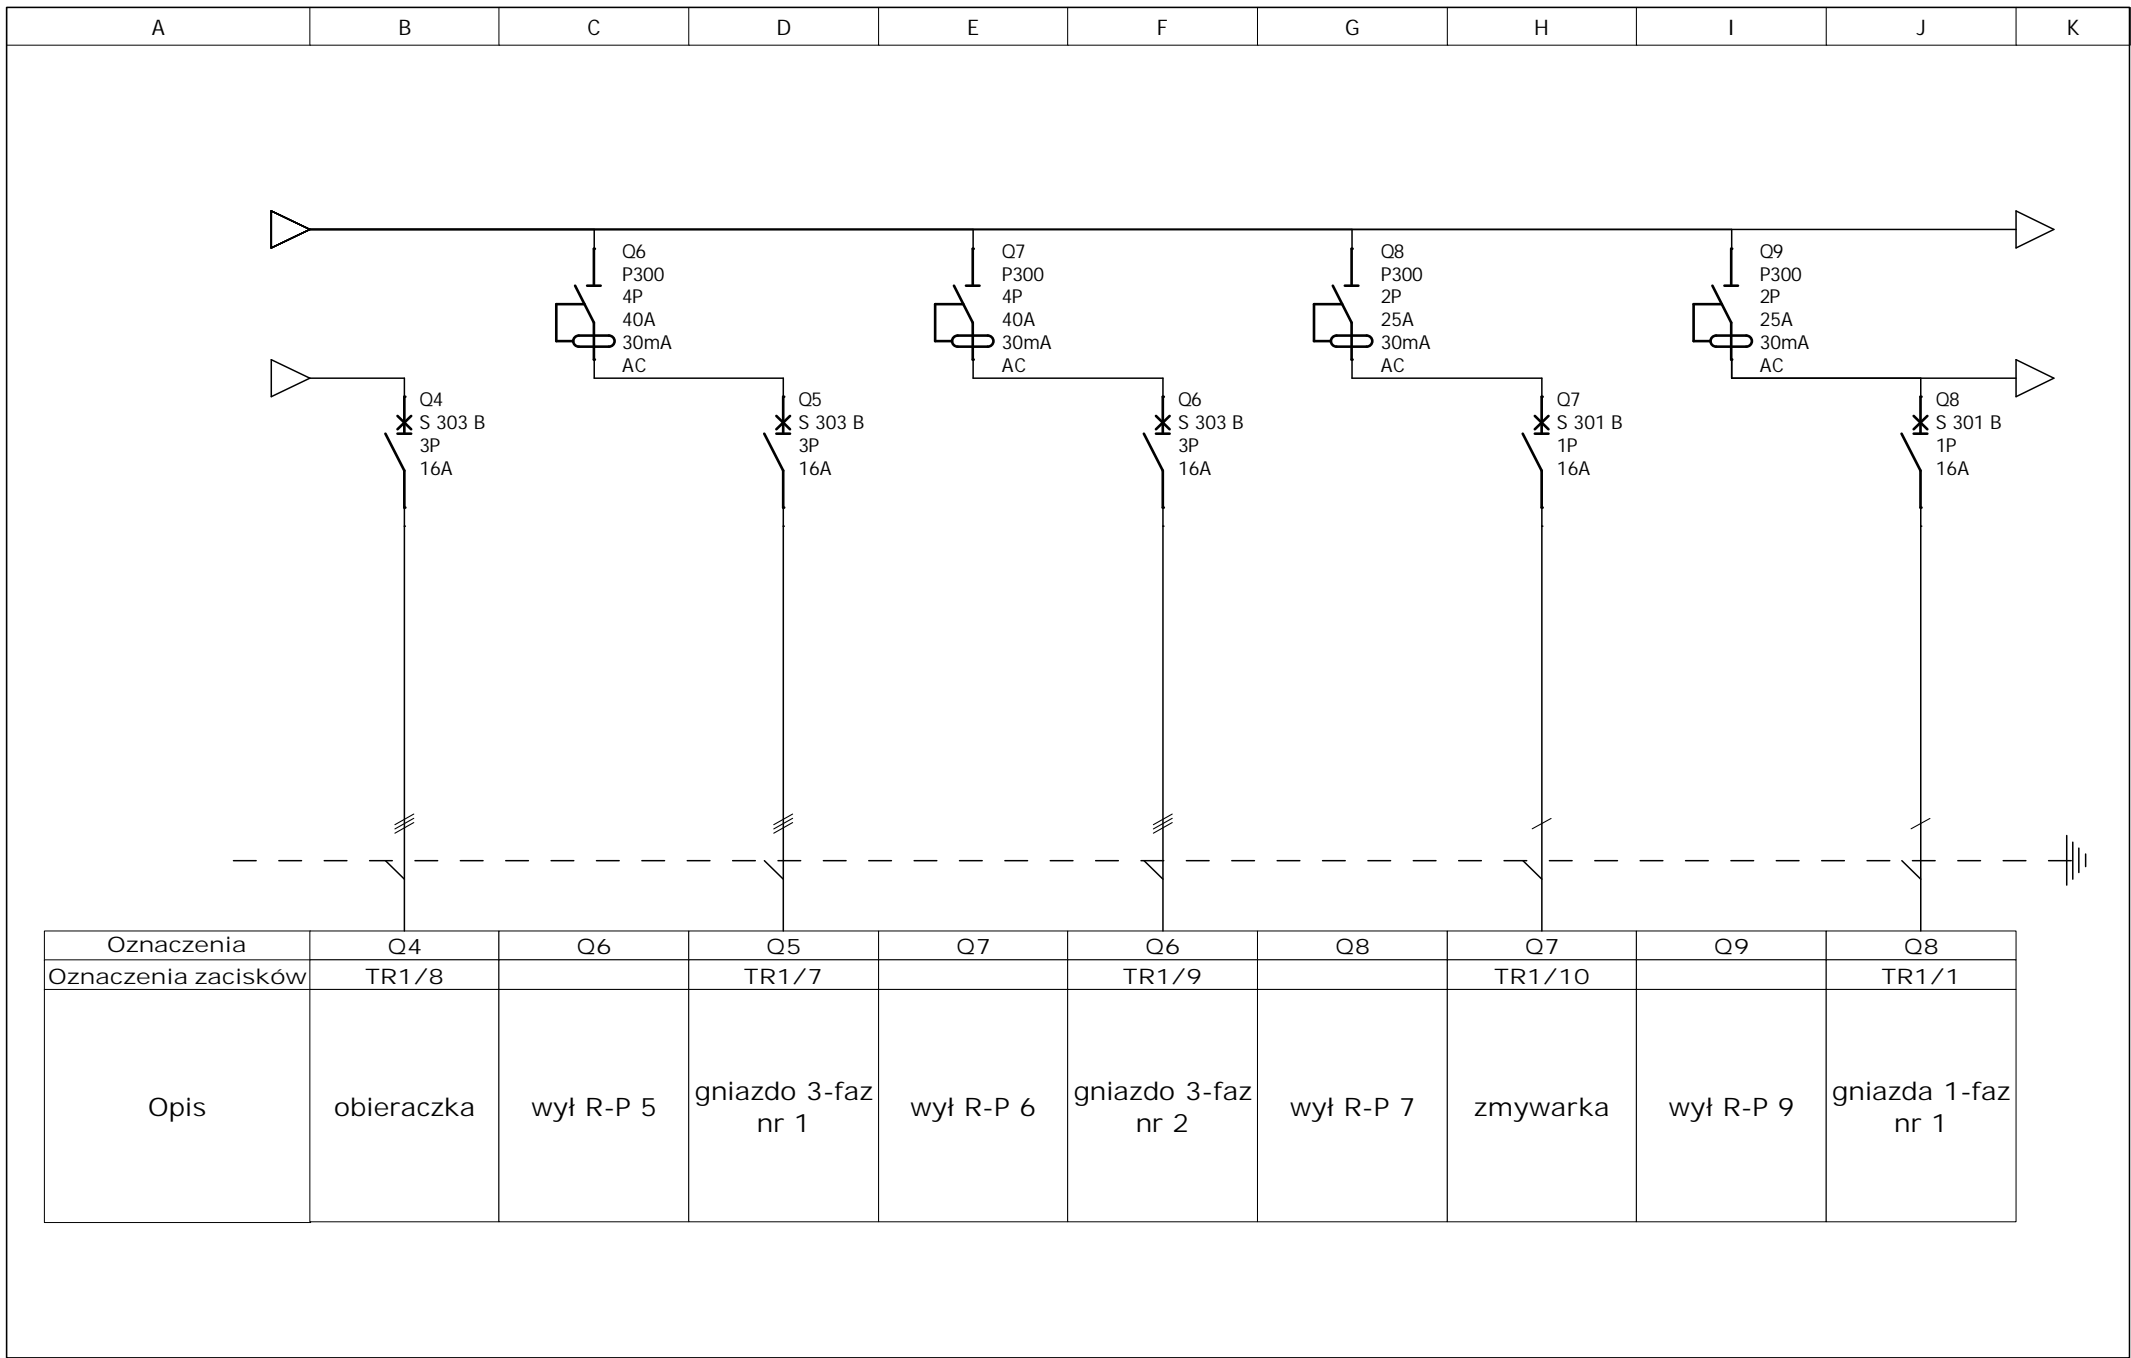 A B C D E F G H I J K
Q6
P300
4P
40A
30mA
AC
Q7
P300
4P
40A
30mA
AC
Q8
P300
2P
25A
30mA
AC
Q9
P300
2P
25A
30mA
AC
Q4
S 303 B
3P
16A
Q5
S 303 B
3P
16A
Q6
S 303 B
3P
16A
Q7
S 301 B
1P
16A
Q8
S 301 B
1P
16A
Oznaczenia Q4 Q6 Q5 Q7 Q6 Q8 Q7 Q9 Q8
Oznaczenia zacisków TR1/8 TR1/7 TR1/9 TR1/10 TR1/1
Opis
obieraczka
wył R-P 5
gniazdo 3-faz
nr 1
wył R-P 6
gniazdo 3-faz
nr 2
wył R-P 7
zmywarka
wył R-P 9
gniazda 1-faz
nr 1